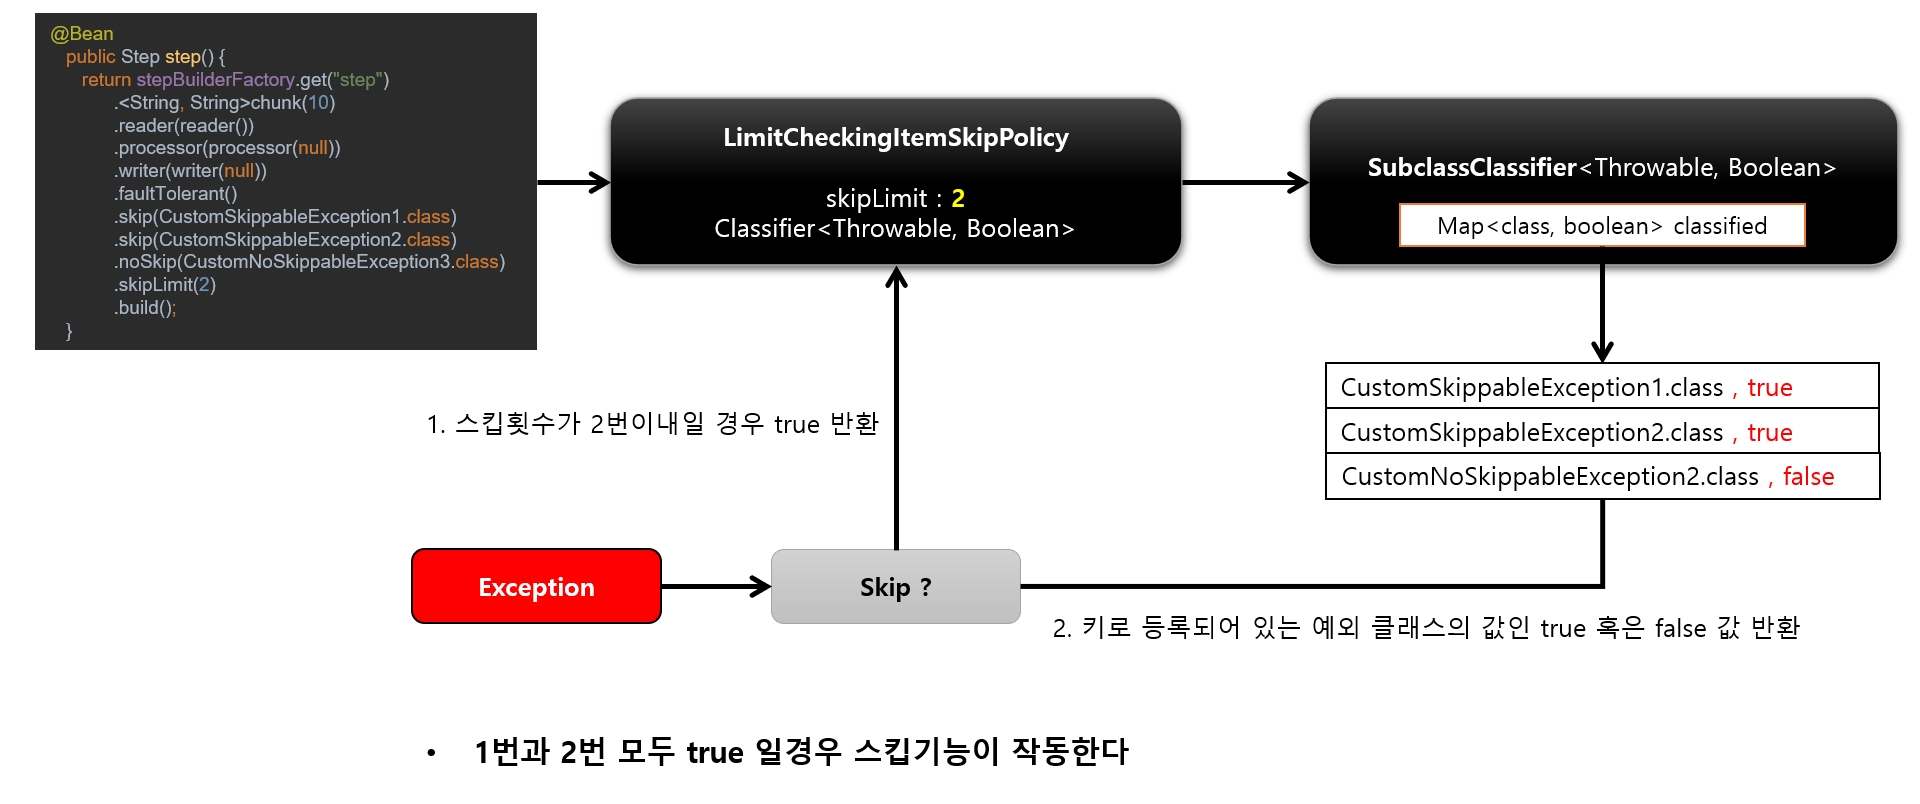 @Bean
public Step step() {
return stepBuilderFactory.get("step")
.<String, String>chunk(10)
.reader(reader())
.processor(processor(null))
.writer(writer(null))
.faultTolerant()
.skip(CustomSkippableException1.class)
.skip(CustomSkippableException2.class)
.noSkip(CustomNoSkippableException3.class)
.skipLimit(2)
.build();
}
LimitCheckingItemSkipPolicy
skipLimit : 2
Classifier<Throwable, Boolean>
SubclassClassifier<Throwable, Boolean>
Map<class, boolean> classified
CustomSkippableException1.class , true
CustomSkippableException2.class , true
CustomNoSkippableException2.class , false
1. 스킵횟수가 2번이내일 경우 true 반환
Exception
Skip ?
2. 키로 등록되어 있는 예외 클래스의 값인 true 혹은 false 값 반환
• 1번과 2번 모두 true 일경우 스킵기능이 작동한다